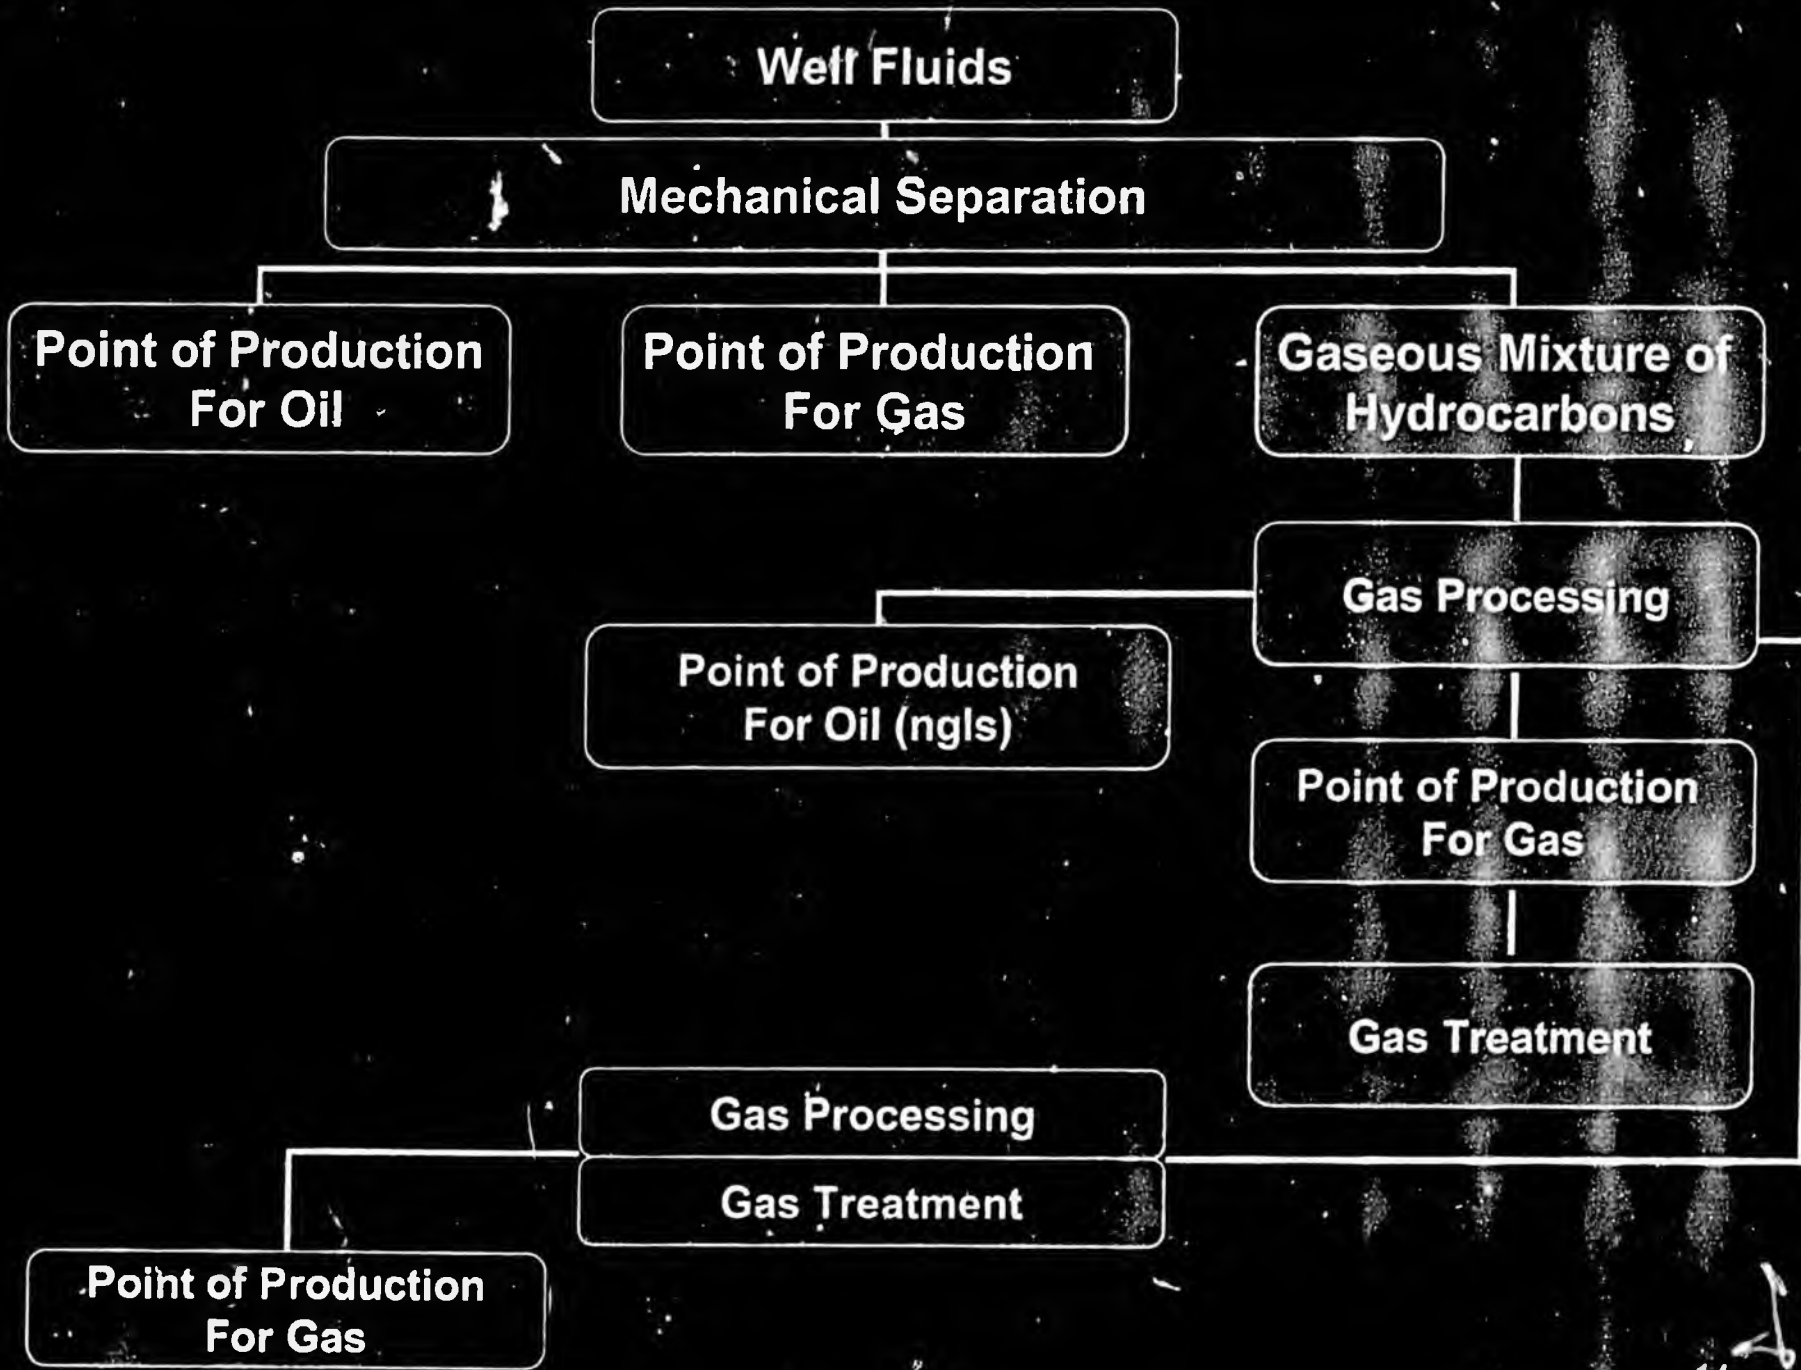 Well Fluids
Mechanical Separation
Point of Production
For Oil
Point of Production
For Gas
Gaseous Mixture of
Hydrocarbons
Gas Processing
Point of Production
For Oil (ngls)
Point of Production
For Gas
Gas Treatment
Gas Processing
Gas Treatment
Point of Production
For Gas